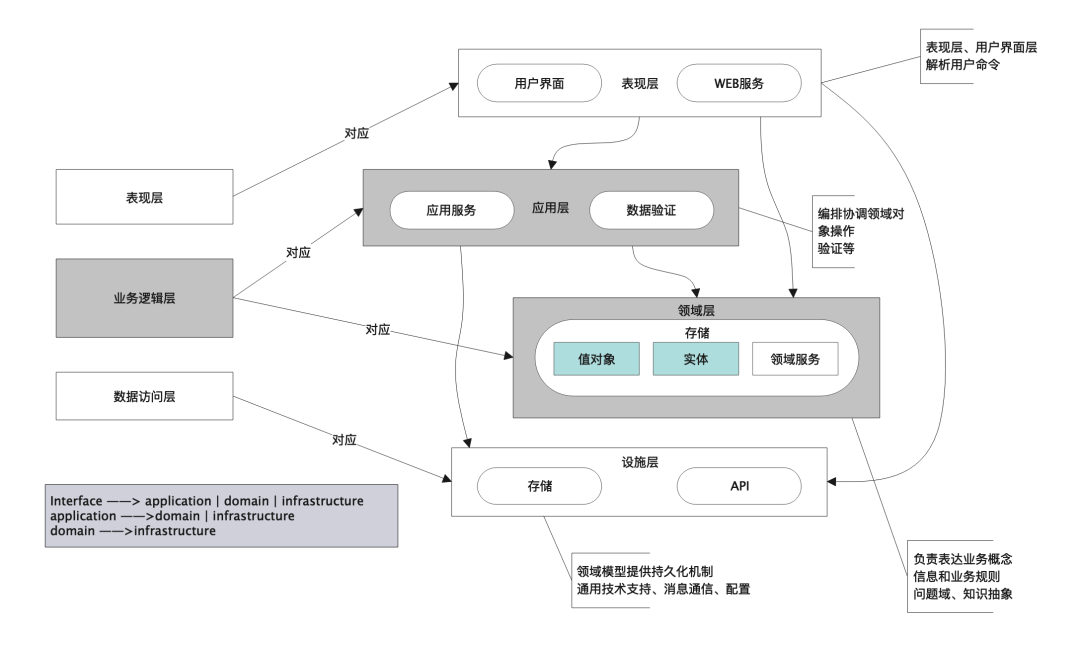 表现层、用户界面层
解析用户命令
用户界面
表现层
WEB服务
对应
表现层
应用服务
应用层
数据验证
编排协调领域对
象操作
验证等
对应
业务逻辑层
领域层
存储
对应
值对象
实体
领域服务
数据访问层
对应
设施层
存储
API
Interface ——> application | domain | infrastructure
application ——>domain | infrastructure
domain ——>infrastructure
领域模型提供持久化机制
通用技术支持、消息通信、配置
负责表达业务概念
信息和业务规则
问题域、知识抽象